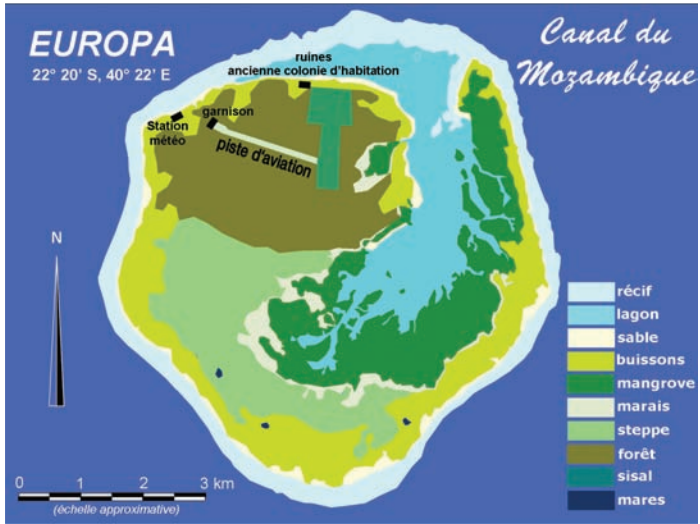 EUROPA
22° 20' S, 40° 22' E
Canal du
Mozambique
ruines
ancienne colonie d'habitation
garnison
Station
météo
piste d'aviation
N
récif
lagon
sable
buissons
mangrove
marais
steppe
forêt
sisal
mares
0 1 2 3 km
(échelle approximative)